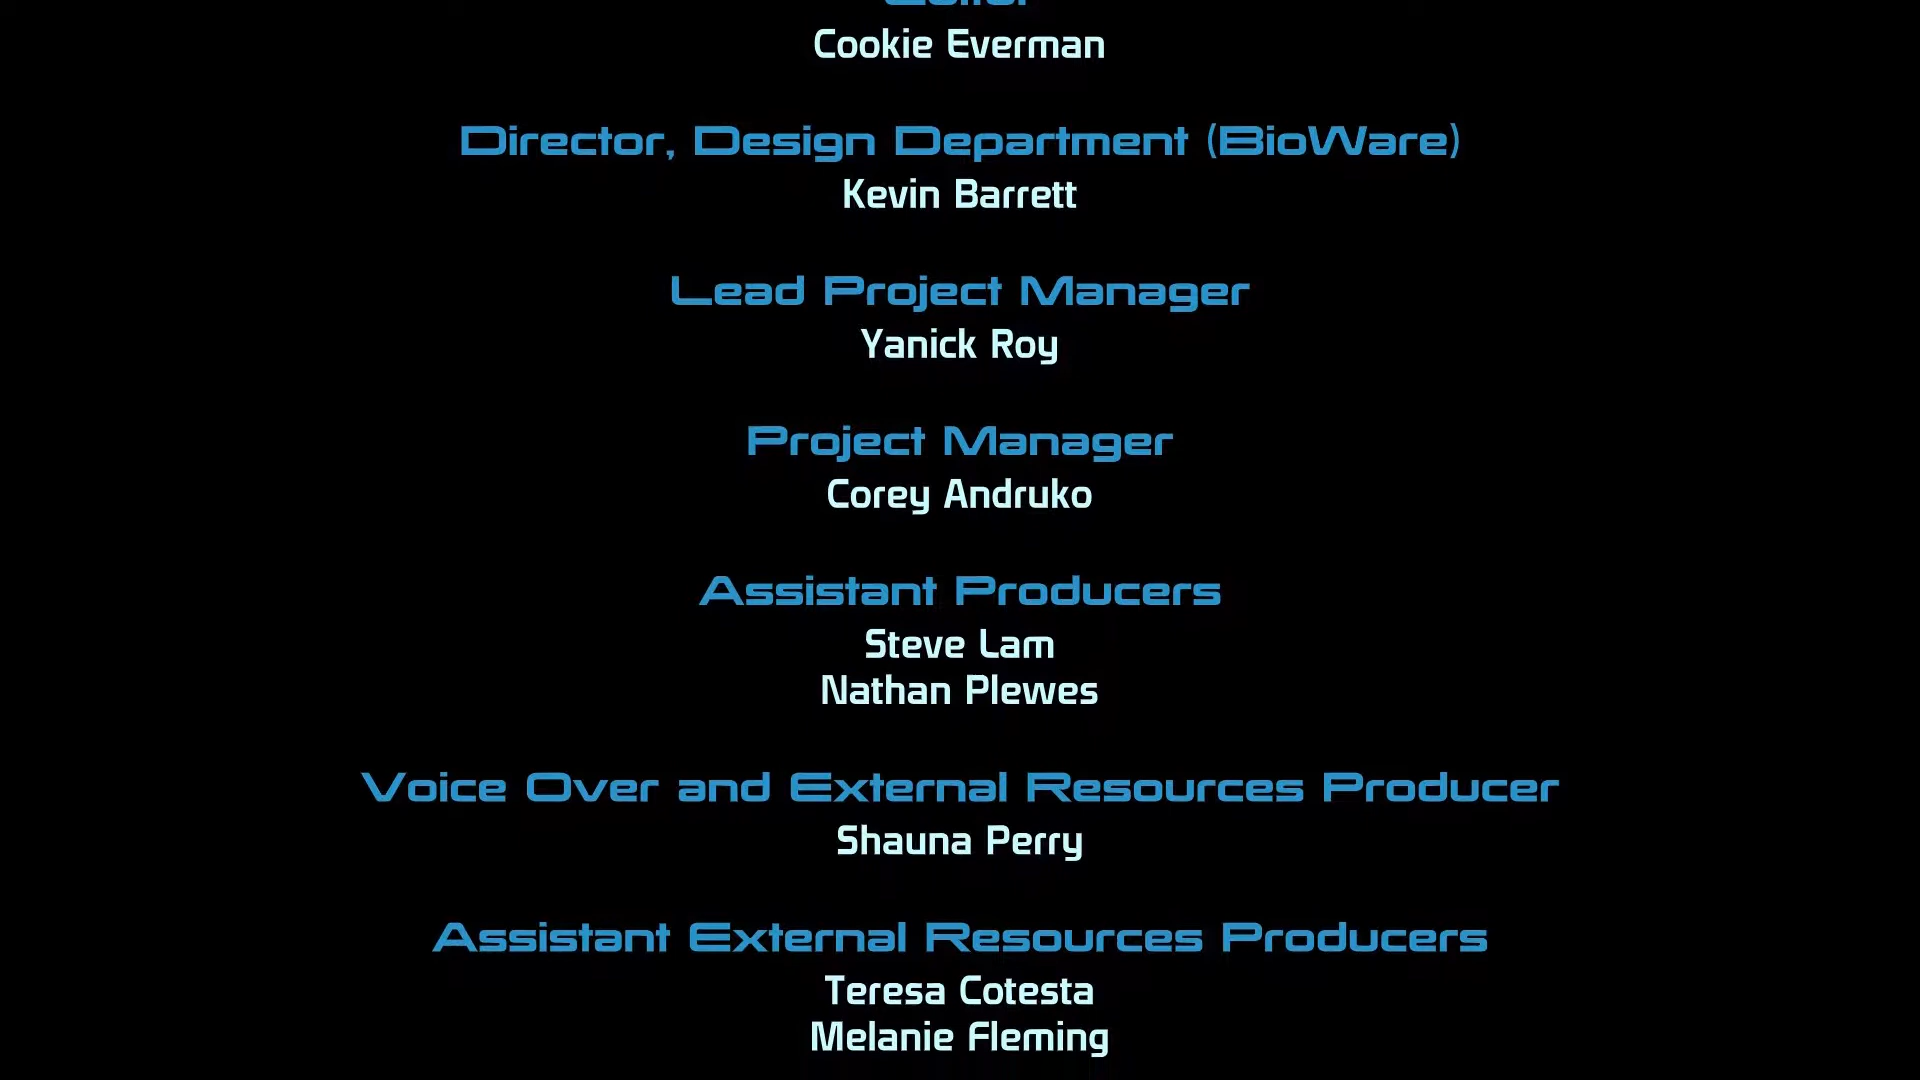 Editor
Cookie Everman
Director, Design Department (BioWare)
Kevin Barrett
Lead Project Manager
Yanick Roy
Project Manager
Corey Andruko
Assistant Producers
Steve Lam
Nathan Plewes
Voice Over and External Resources Producer
Shauna Perry
Assistant External Resources Producers
Teresa Cotesta
Melanie Fleming